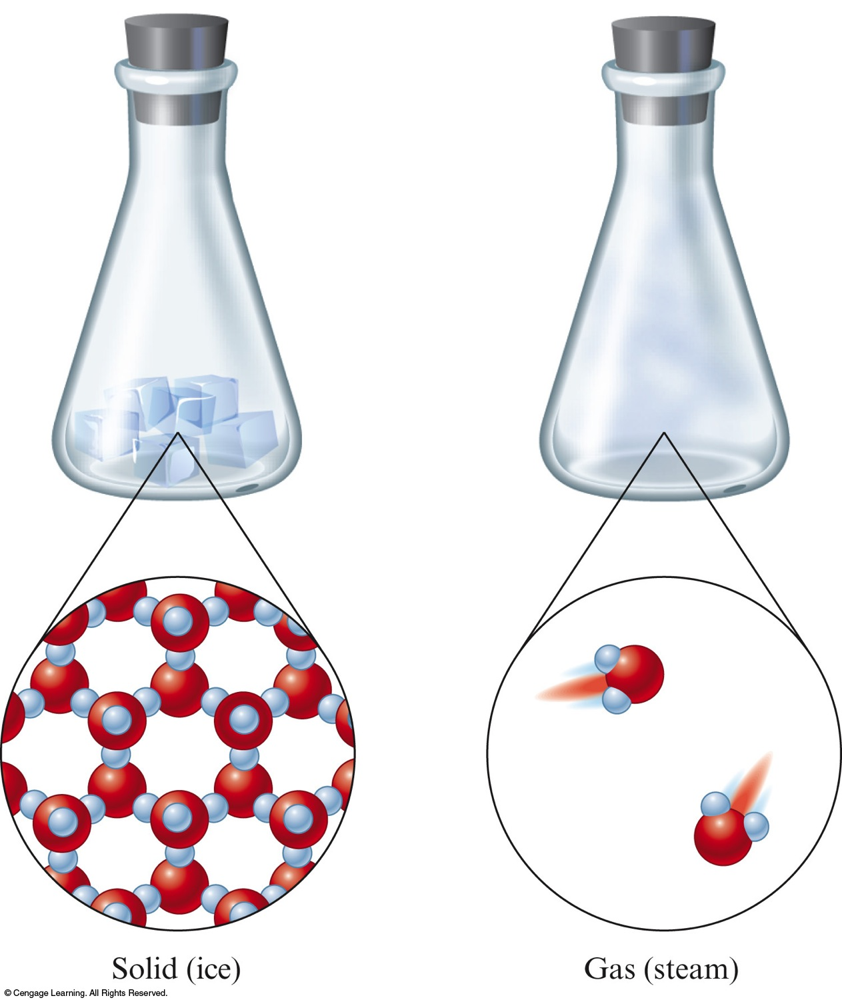 Solid (ice)
Gas (steam)
© Cengage Learning. All Rights Reserved.